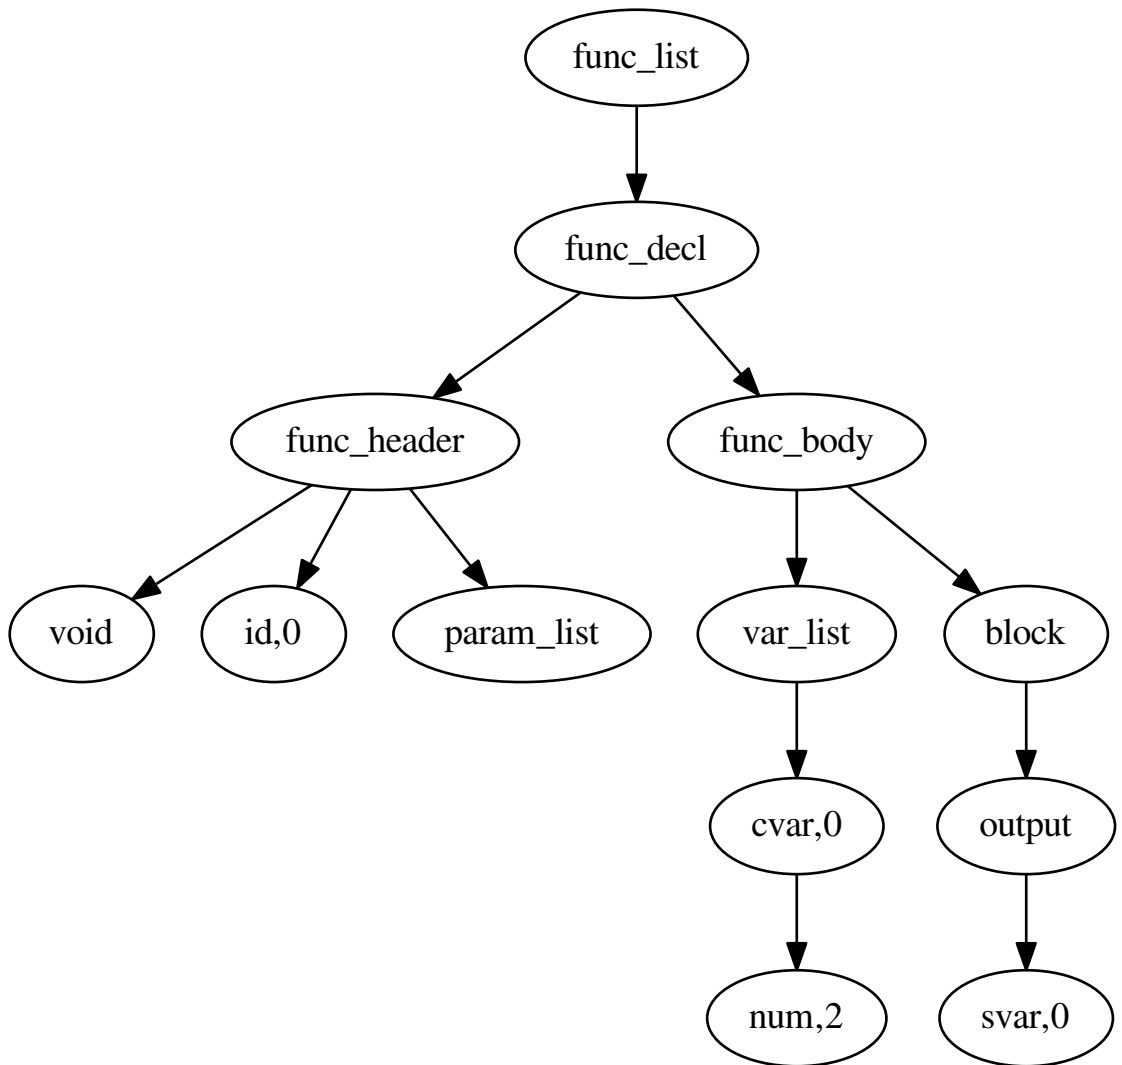 func_list
func_decl
func_header
func_body
void
id,0
param_list
var_list
block
cvar,0
output
num,2
svar,0